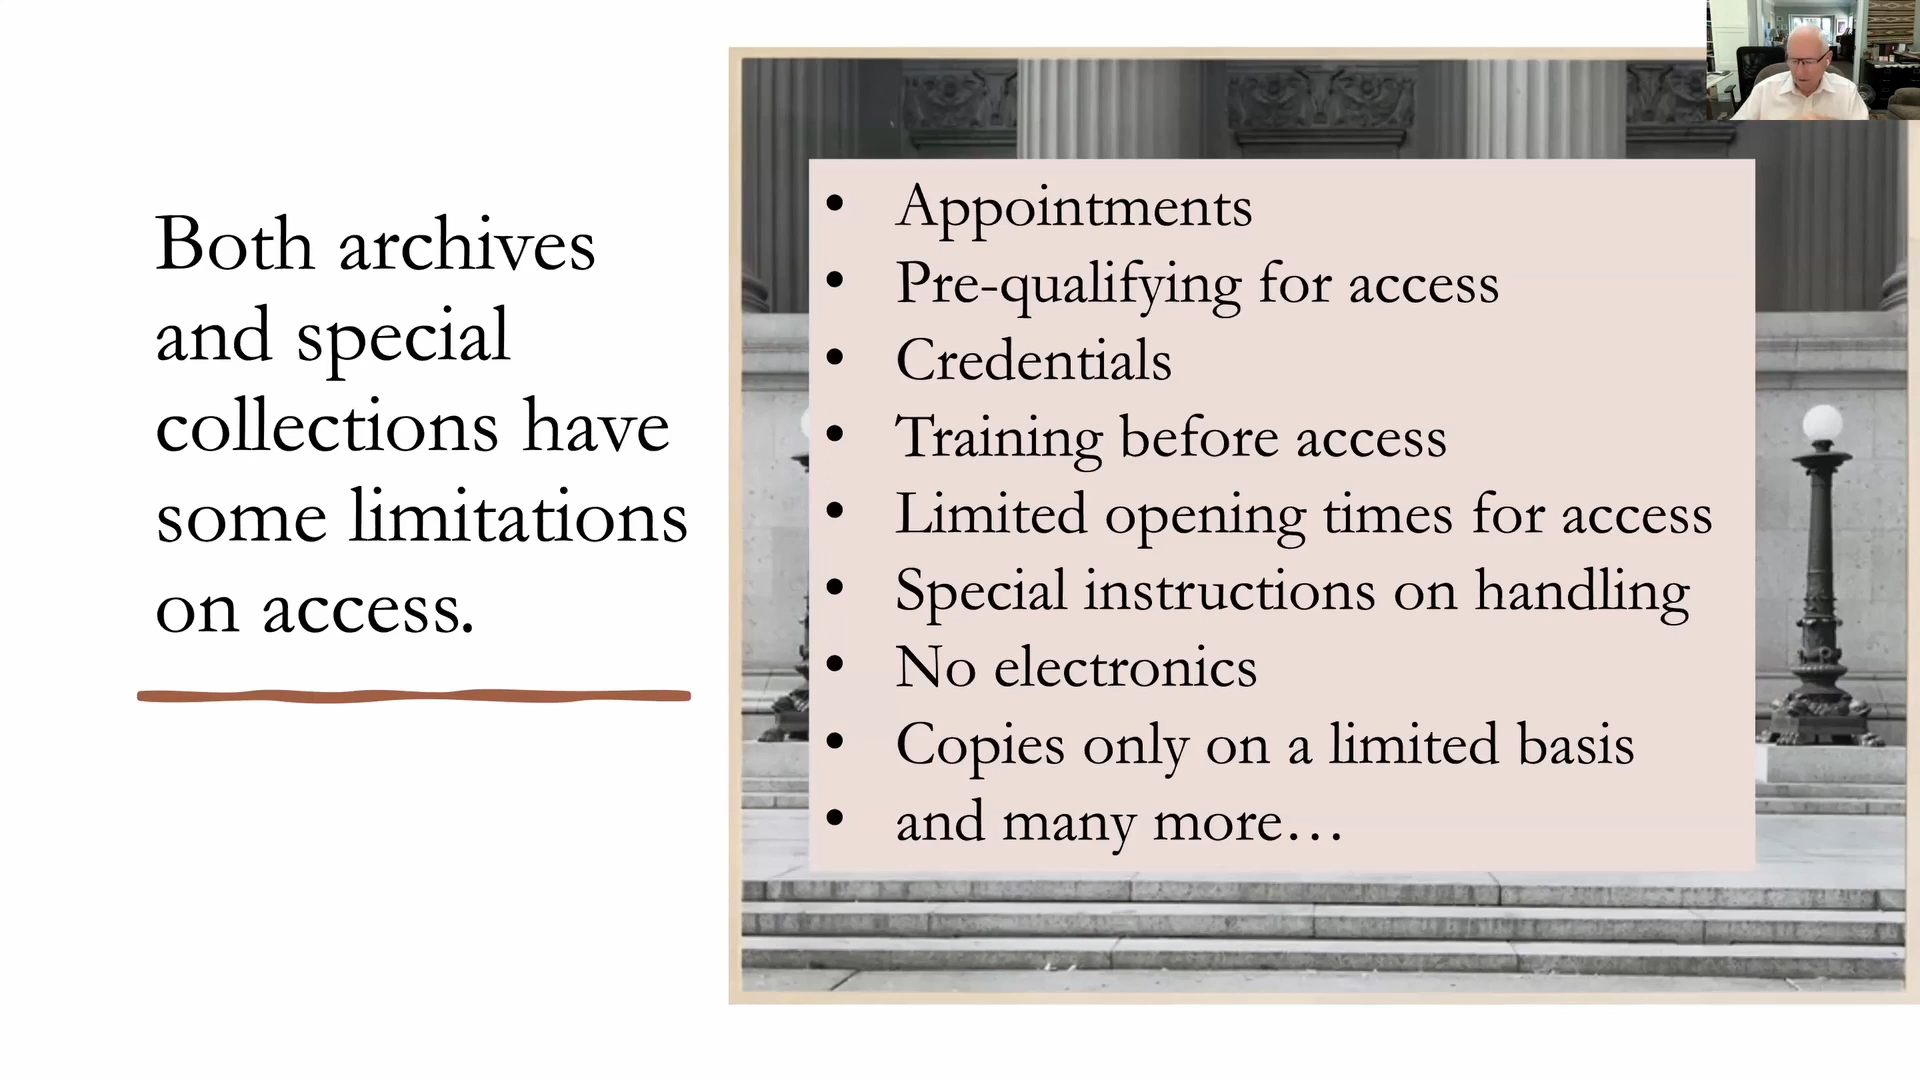 Both archives
and special
collections have
some limitations
on access.
• Appointments
• Pre-qualifying for access
• Credentials
• Training before access
• Limited opening times for access
• Special instructions on handling
• No electronics
• Copies only on a limited basis
• and many more…